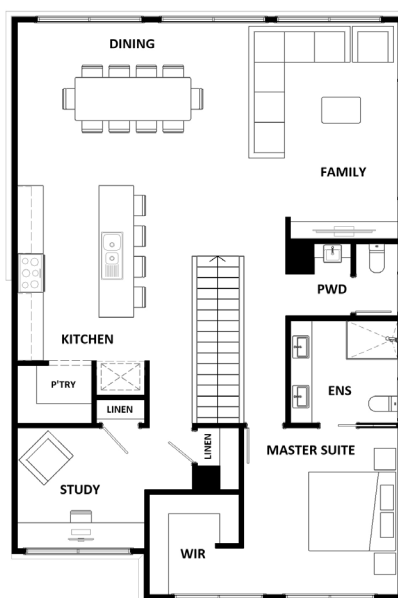 DINING
FAMILY
PWD
KITCHEN
P'TRY
ENS
LINEN
LINEN
MASTER SUITE
STUDY
WIR